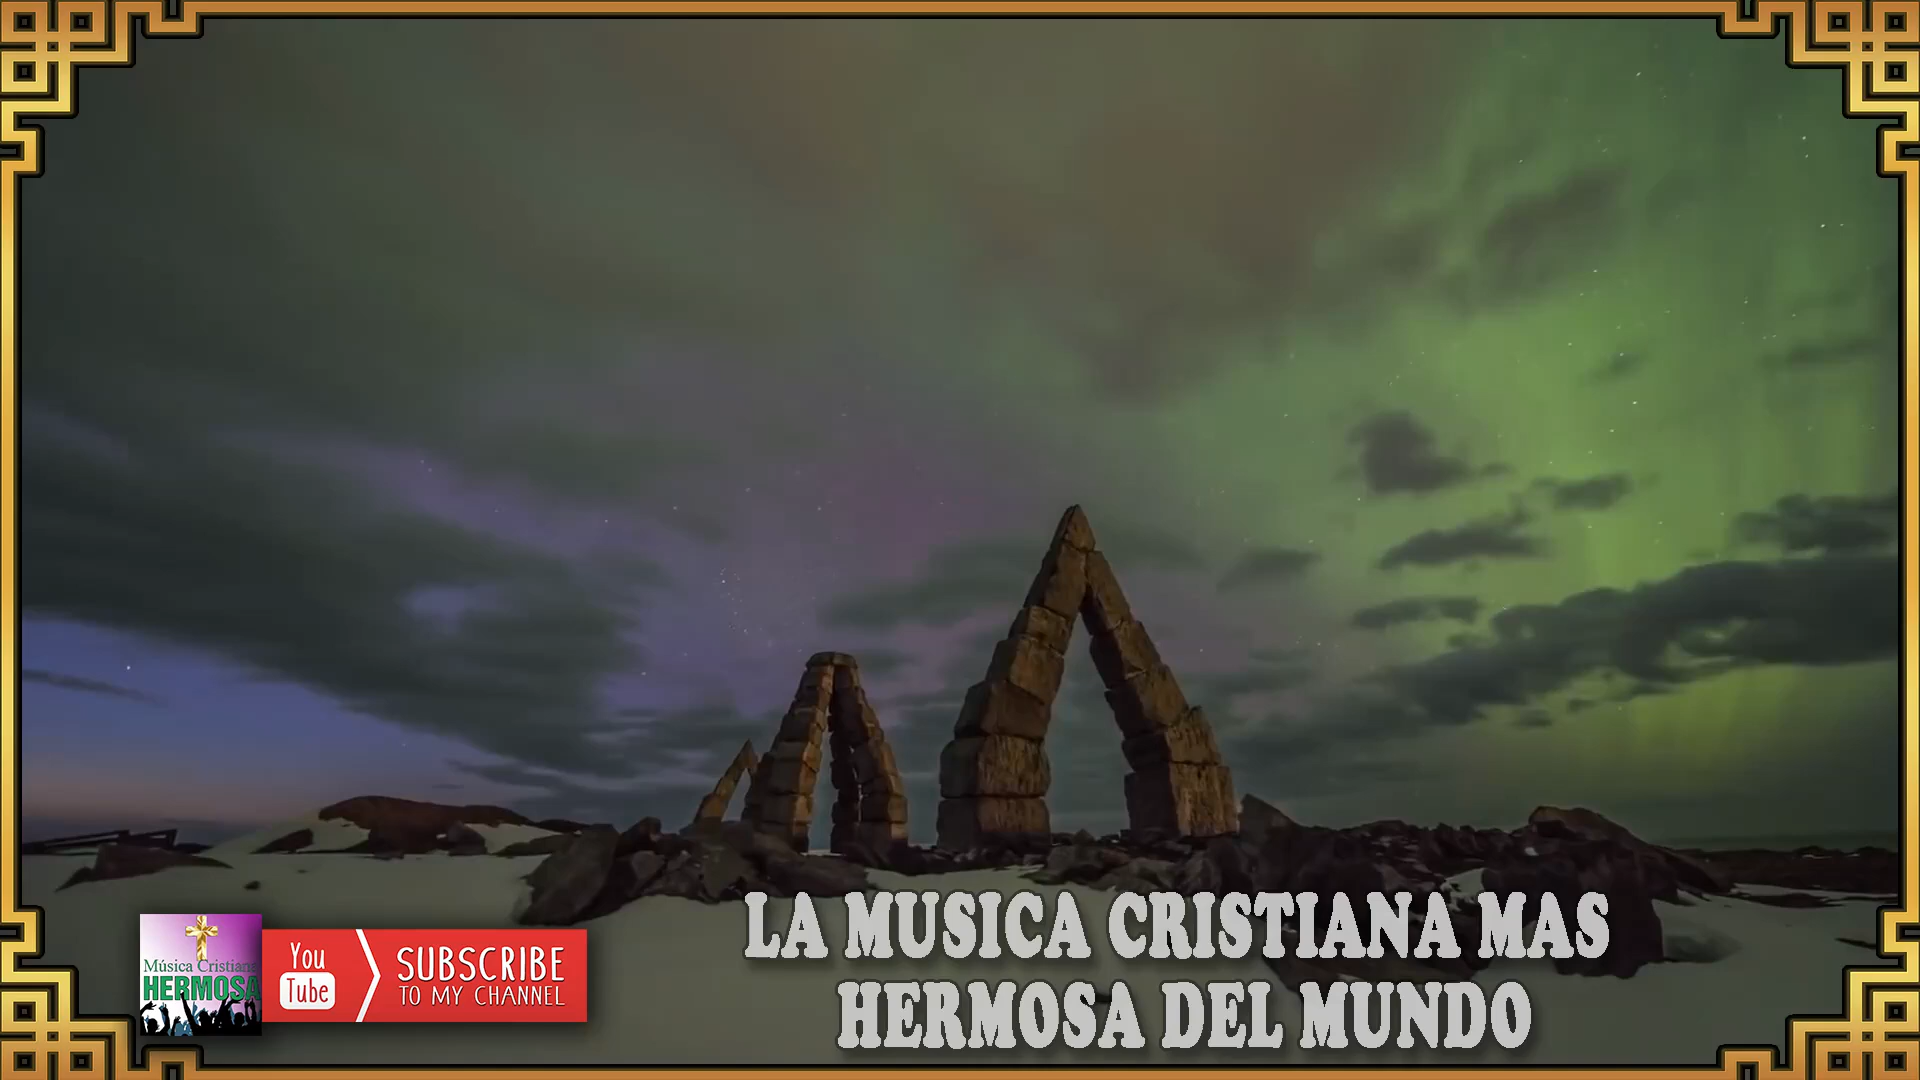 LA MUSICA CRISTIANA MAS
HERMOSA DEL MUNDO
Música Cristiana
HERMOSA
You
Tube
SUBSCRIBE
TO MY CHANNEL